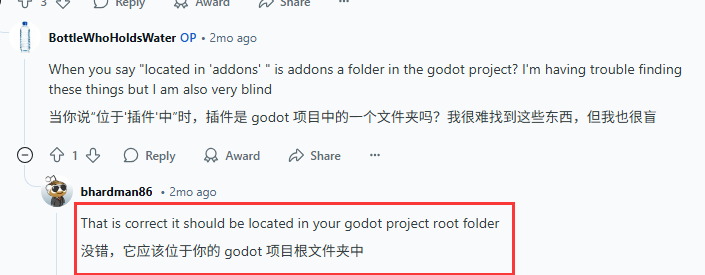 3 Reply Award Share
BottleWhoHoldsWater OP • 2mo ago
When you say "located in 'addons' " is addons a folder in the godot project? I'm having trouble finding
these things but I am also very blind
当你说“位于'插件'中”时，插件是 godot 项目中的一个文件夹吗？我很难找到这些东西，但我也很盲
1 Reply Award Share
bhardman86 • 2mo ago
That is correct it should be located in your godot project root folder
没错，它应该位于你的 godot 项目根文件夹中